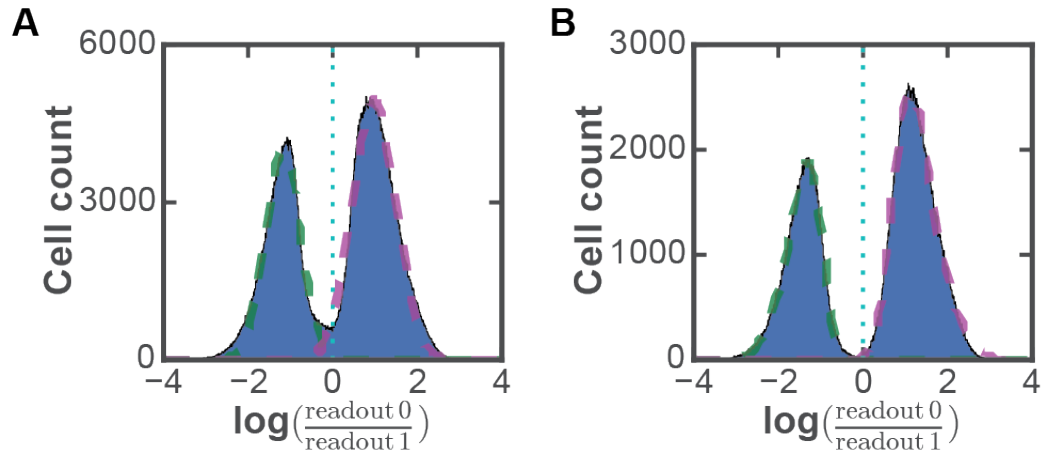 A
6000
3000
0
Cell count
−4 −2 0 2 4
log(readout 0/readout 1)
B
3000
2000
1000
0
Cell count
−4 −2 0 2 4
log(readout 0/readout 1)